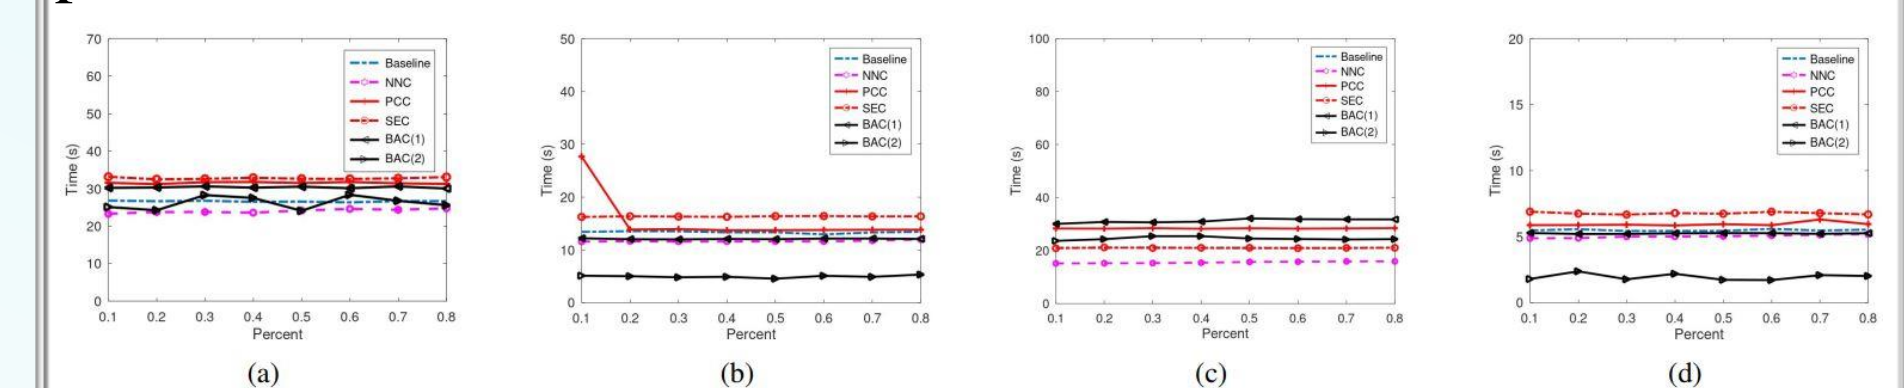 70
60
50
40
30
20
10
0
Time (s)
0.1 0.2 0.3 0.4 0.5 0.6 0.7 0.8
Percent
Baseline
NNC
PCC
SEC
BAC(1)
BAC(2)
(a)
50
40
30
20
10
0
Time (s)
0.1 0.2 0.3 0.4 0.5 0.6 0.7 0.8
Percent
Baseline
NNC
PCC
SEC
BAC(1)
BAC(2)
(b)
100
80
60
40
20
0
Time (s)
0.1 0.2 0.3 0.4 0.5 0.6 0.7 0.8
Percent
Baseline
NNC
PCC
SEC
BAC(1)
BAC(2)
(c)
20
15
10
5
0
Time (s)
0.1 0.2 0.3 0.4 0.5 0.6 0.7 0.8
Percent
Baseline
NNC
PCC
SEC
BAC(1)
BAC(2)
(d)